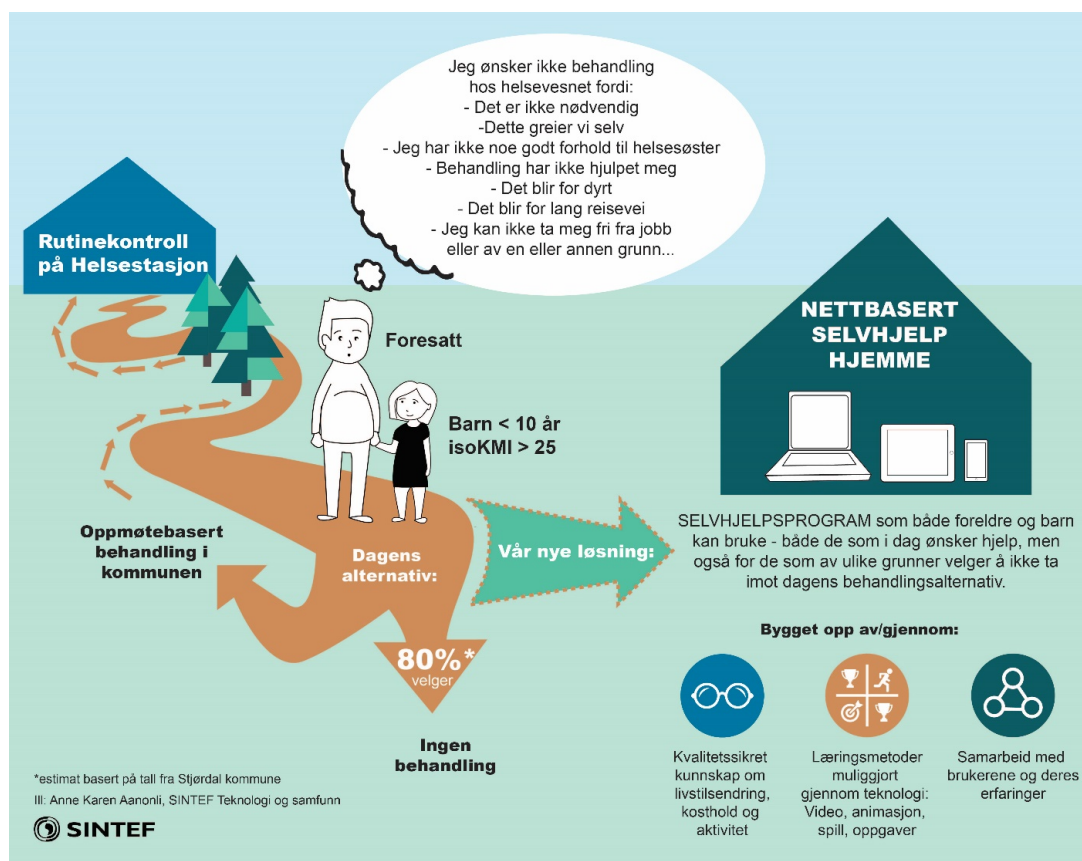 Jeg ønsker ikke behandling
hos helsevesnet fordi:
- Det er ikke nødvendig
-Dette greier vi selv
- Jeg har ikke noe godt forhold til helsesøster
- Behandling har ikke hjulpet meg
- Det blir for dyrt
- Det blir for lang reisevei
- Jeg kan ikke ta meg fri fra jobb
eller av en eller annen grunn...
Rutinekontroll
på Helsestasjon
Foresatt
Barn < 10 år
isoKMI > 25
NETTBASERT
SELVHJELP
HJEMME
Oppmøtebasert
behandling i
kommunen
Dagens
alternativ:
Vår nye løsning:
80%*
velger
Ingen
behandling
SELVHJELPSPROGRAM som både foreldre og barn
kan bruke - både de som i dag ønsker hjelp, men
også for de som av ulike grunner velger å ikke ta
imot dagens behandlingsalternativ.
Bygget opp av/gjennom:
Kvalitetssikret
kunnskap om
livstilsendring,
kosthold og
aktivitet
Læringsmetoder
muliggjort
gjennom teknologi:
Video, animasjon,
spill, oppgaver
Samarbeid med
brukerene og deres
erfaringer
*estimat basert på tall fra Stjørdal kommune
Ill: Anne Karen Aanonli, SINTEF Teknologi og samfunn
SINTEF